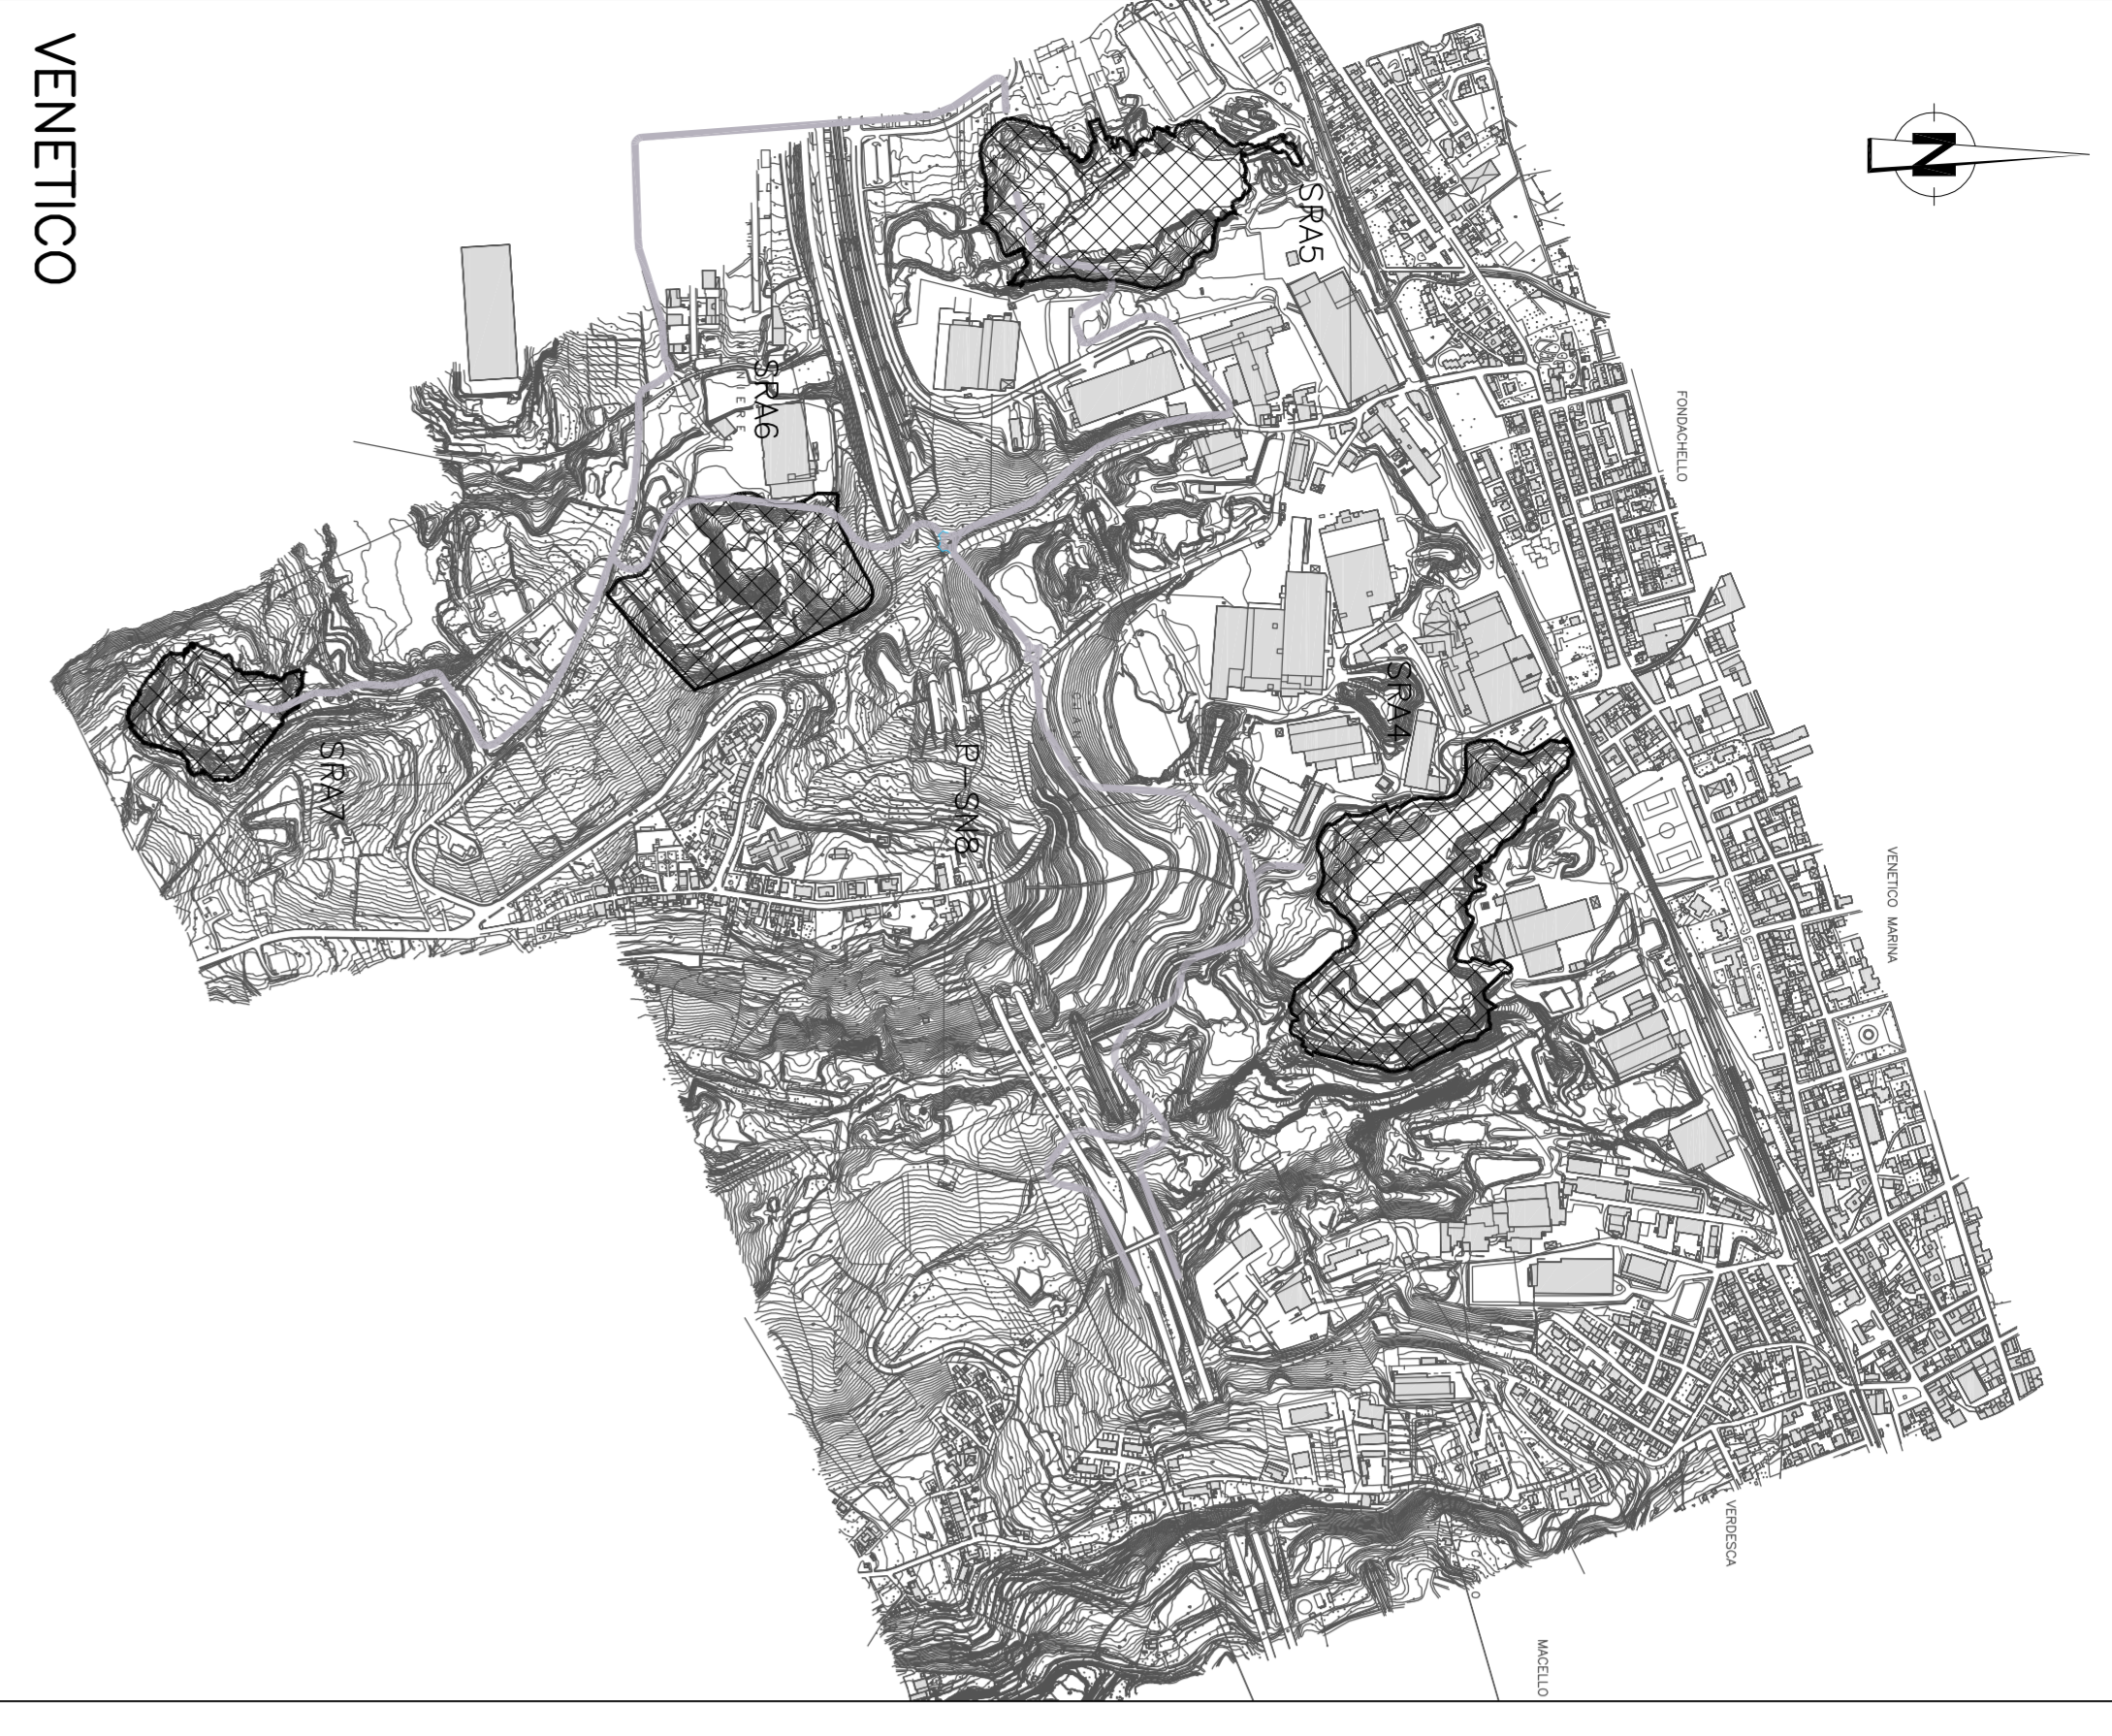 VENETICO
N
SRA5
SRA6
FONDACHELLO
SRA4
SRA7
P-SN8
VENETICO MARINA
VERDESCA
MACELLO